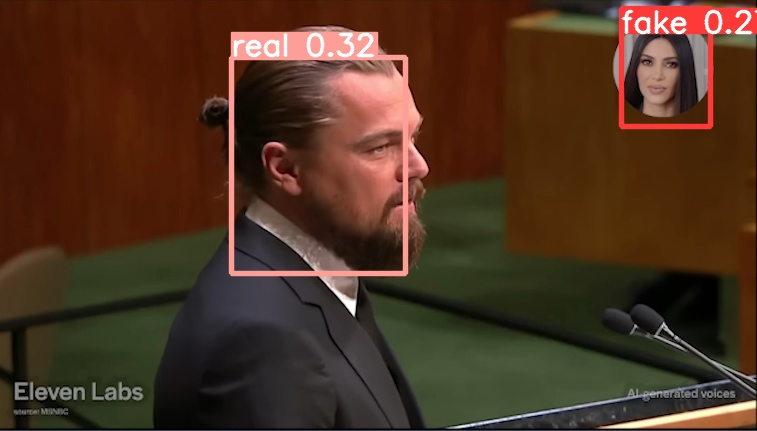 real 0.32
fake 0.2
Eleven Labs
source: MSNBC
AI-generated voices